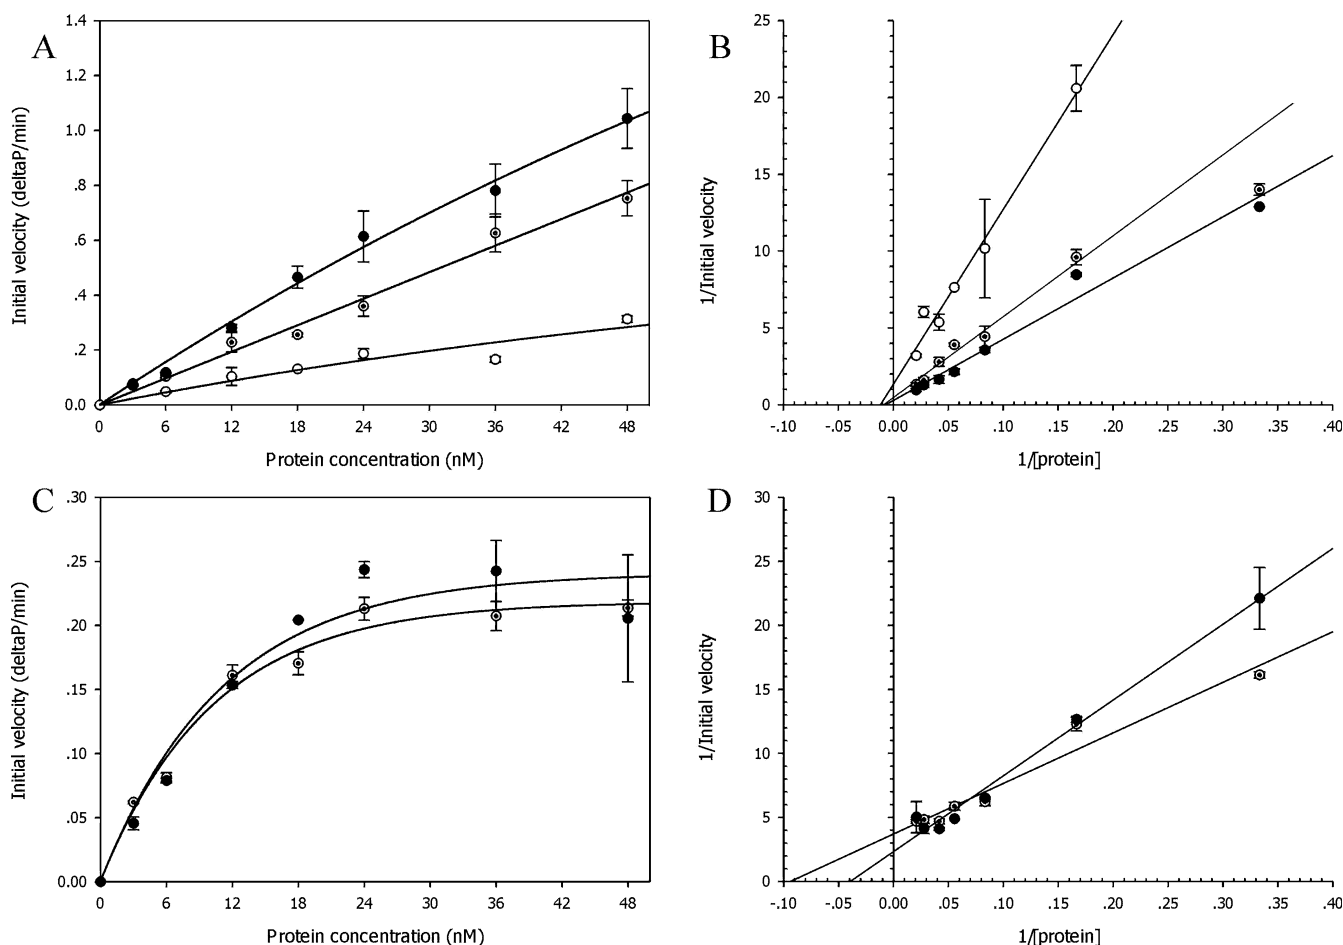 A
Initial velocity (deltaP/min)
1.4
1.2
1.0
.8
.6
.4
.2
0.0
0 6 12 18 24 30 36 42 48
Protein concentration (nM)
B
1/Initial velocity
25
20
15
10
5
0
-.10 -.05 0.00 .05 .10 .15 .20 .25 .30 .35 .40
1/[protein]
C
Initial velocity (deltaP/min)
.30
.25
.20
.15
.10
.05
0.00
0 6 12 18 24 30 36 42 48
Protein concentration (nM)
D
1/Initial velocity
30
25
20
15
10
5
0
-.10 -.05 0.00 .05 .10 .15 .20 .25 .30 .35 .40
1/[protein]